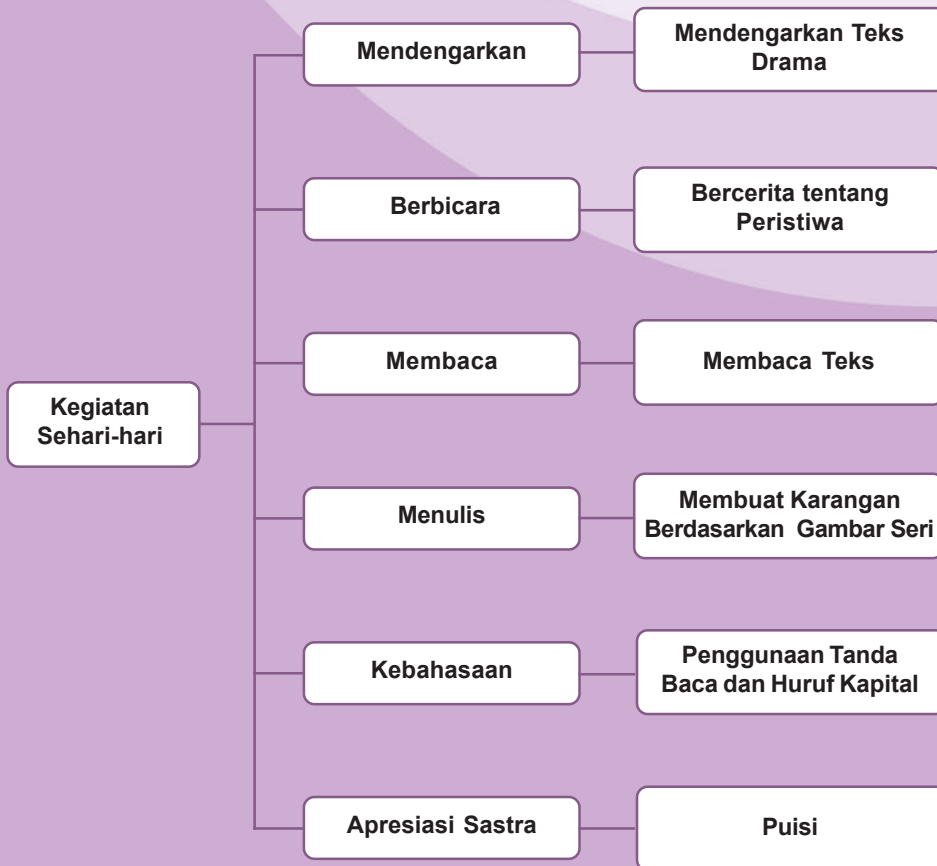 Mendengarkan
Mendengarkan Teks
Drama
Berbicara
Bercerita tentang
Peristiwa
Membaca
Membaca Teks
Kegiatan
Sehari-hari
Menulis
Membuat Karangan
Berdasarkan Gambar Seri
Kebahasaan
Penggunaan Tanda
Baca dan Huruf Kapital
Apresiasi Sastra
Puisi